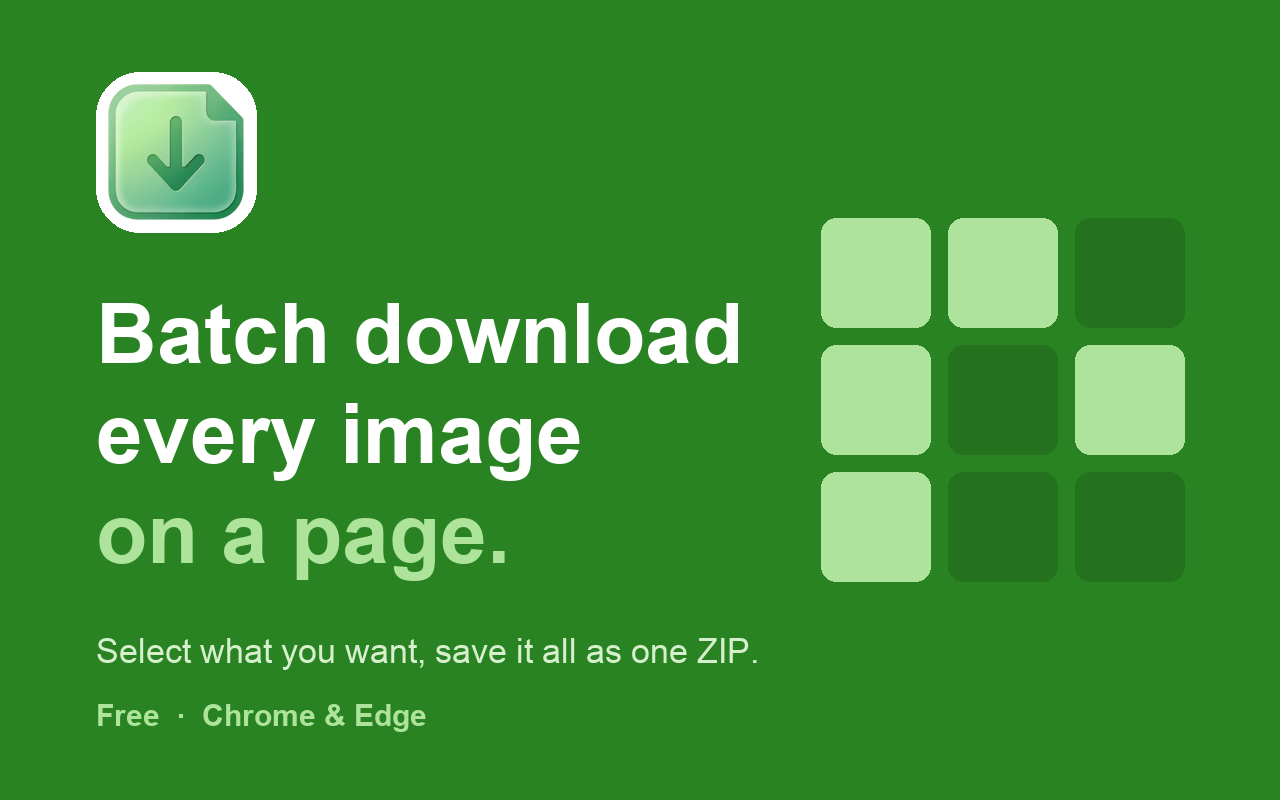 Batch download
every image
on a page.
Select what you want, save it all as one ZIP.
Free · Chrome & Edge